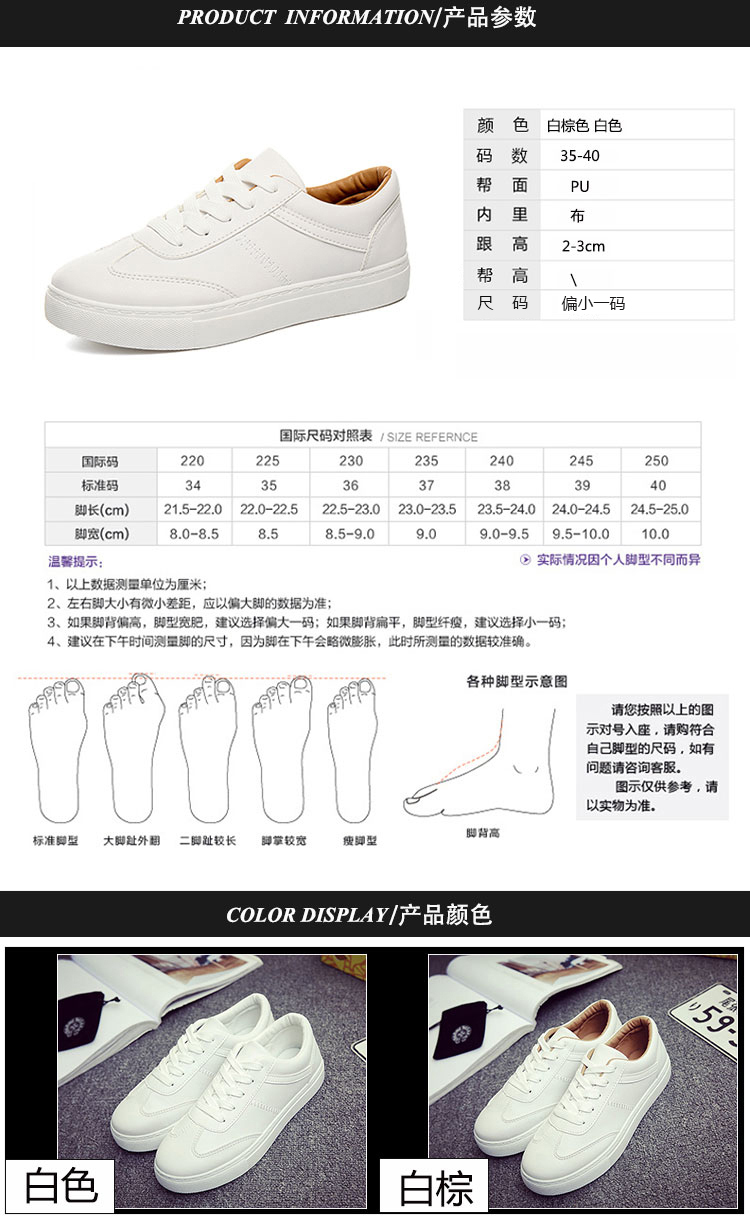 PRODUCT INFORMATION/产品参数
颜 色 白棕色 白色
码 数 35-40
帮 面 PU
内 里 布
跟 高 2-3cm
帮 高 \
尺 码 偏小一码
国际尺码对照表 / SIZE REFERNCE
国际码 220 225 230 235 240 245 250
标准码 34 35 36 37 38 39 40
脚长(cm) 21.5-22.0 22.0-22.5 22.5-23.0 23.0-23.5 23.5-24.0 24.0-24.5 24.5-25.0
脚宽(cm) 8.0-8.5 8.5 8.5-9.0 9.0 9.0-9.5 9.5-10.0 10.0
温馨提示: 实际情况因个人脚型不同而异
1、以上数据测量单位为厘米;
2、左右脚大小有微小差距,应以偏大脚的数据为准;
3、如果脚背偏高,脚型宽肥,建议选择偏大一码;如果脚背扁平,脚型纤瘦,建议选择小一码;
4、建议在下午时间测量脚的尺寸,因为脚在下午会略微膨胀,此时所测量的数据较准确。
各种脚型示意图
请您按照以上的图
示对号入座,请购符合
自己脚型的尺码,如有
问题请咨询客服。
图示仅供参考,请
以实物为准。
标准脚型 大脚趾外翻 二脚趾较长 脚掌较宽 瘦脚型
脚背高
COLOR DISPLAY/产品颜色
白色
白棕